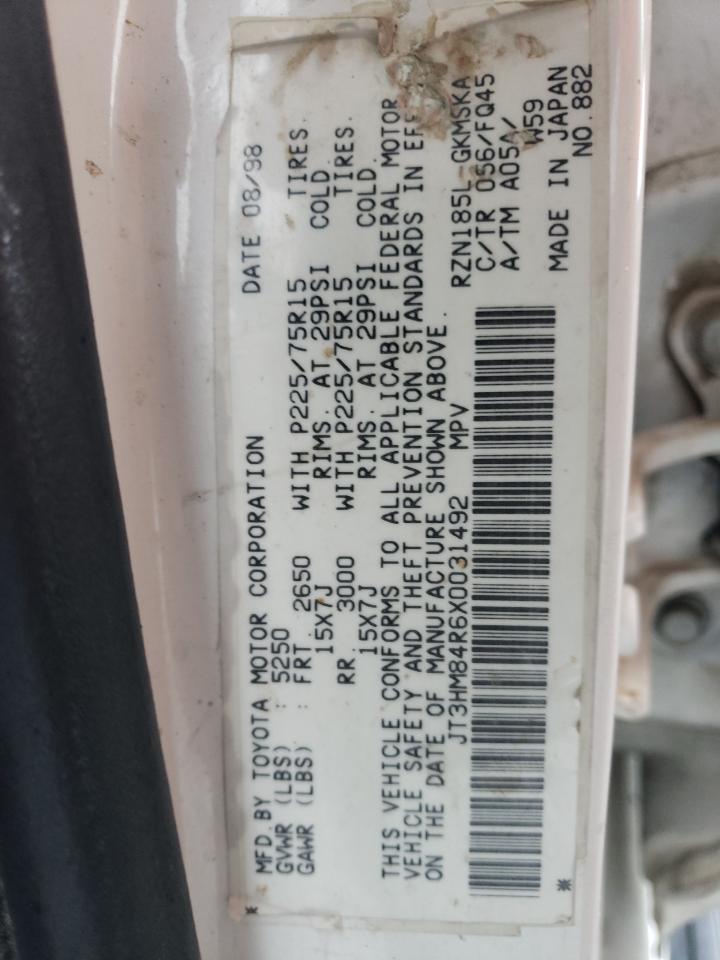 MFD. BY TOYOTA MOTOR CORPORATION DATE 08/98
GVWR (LBS) : 5250
GAWR (LBS) : FRT. 2650 WITH P225/75R15 TIRES.
15X7J RIMS. AT 29PSI COLD.
RR. 3000 WITH P225/75R15 TIRES.
15X7J RIMS. AT 29PSI COLD.
THIS VEHICLE CONFORMS TO ALL APPLICABLE FEDERAL MOTOR
VEHICLE SAFETY AND THEFT PREVENTION STANDARDS IN EFF
ON THE DATE OF MANUFACTURE SHOWN ABOVE.
JT3HM84R6X0031492 MPV RZN185L-GKMSKA
C/TR 056/FQ45
A/TM A05A/
W59
MADE IN JAPAN
NO.882